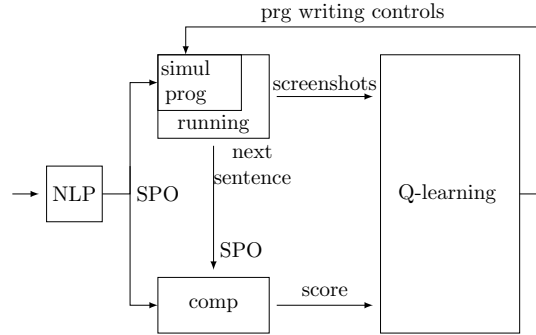 prg writing controls
simul
prog
running
screenshots
next
sentence
NLP
SPO
Q-learning
SPO
comp
score